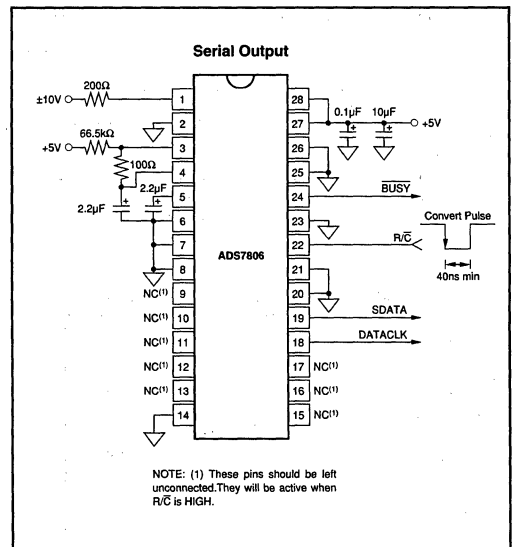 Serial Output
±10V
200Ω
+5V
66.5kΩ
100Ω
2.2µF
2.2µF
+
+
1
2
3
4
5
6
7
8
NC(1) 9
NC(1) 10
NC(1) 11
NC(1) 12
NC(1) 13
14
ADS7806
28
27
26
25
24
23
22
21
20
19
18
17 NC(1)
16 NC(1)
15 NC(1)
0.1µF
10µF
+
+
+5V
BUSY
R/C
Convert Pulse
40ns min
SDATA
DATACLK
NOTE: (1) These pins should be left
unconnected.They will be active when
R/C is HIGH.